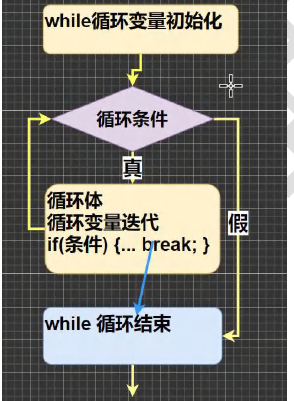 while循环变量初始化
循环条件
真
循环体
循环变量迭代
if(条件) {... break; }
假
while 循环结束